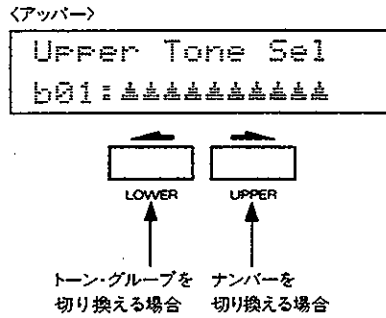 〈アッパー〉
Upper Tone Sel
b01:
LOWER UPPER
トーン・グループを ナンバーを
切り換える場合 切り換える場合